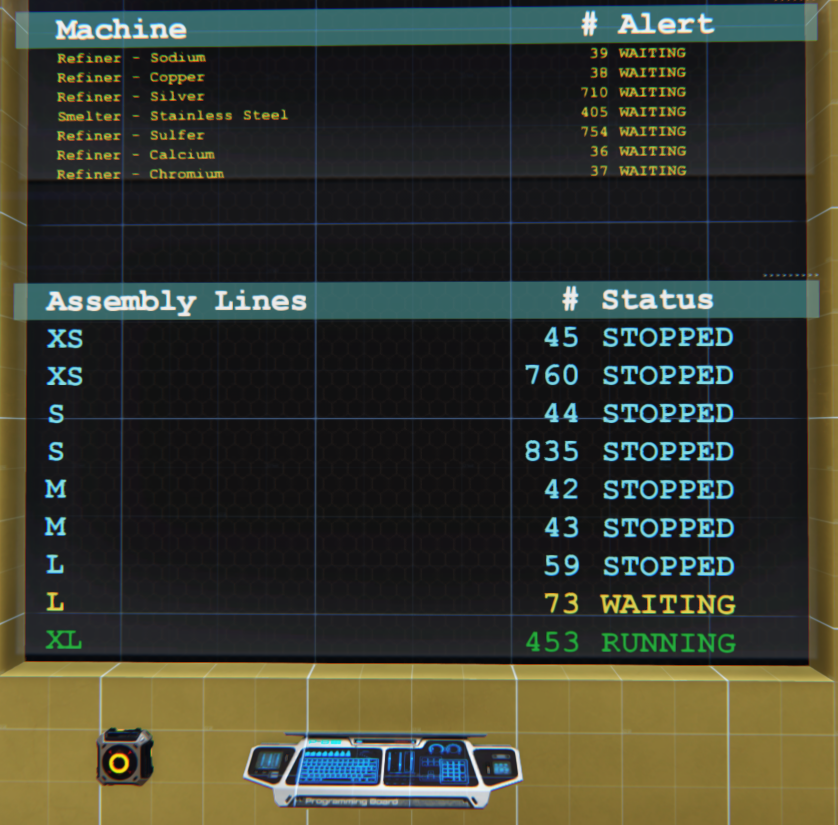 Machine # Alert
Refiner - Sodium 39 WAITING
Refiner - Copper 38 WAITING
Refiner - Silver 710 WAITING
Smelter - Stainless Steel 405 WAITING
Refiner - Sulfer 754 WAITING
Refiner - Calcium 36 WAITING
Refiner - Chromium 37 WAITING
Assembly Lines # Status
XS 45 STOPPED
XS 760 STOPPED
S 44 STOPPED
S 835 STOPPED
M 42 STOPPED
M 43 STOPPED
L 59 STOPPED
L 73 WAITING
XL 453 RUNNING
Programming Board